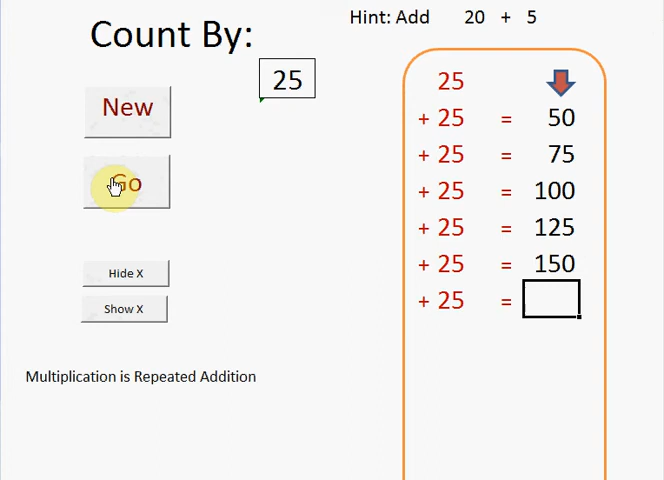 Hint: Add 20 + 5
Count By:
25
New
Go
Hide X
Show X
Multiplication is Repeated Addition
25
+ 25 = 50
+ 25 = 75
+ 25 = 100
+ 25 = 125
+ 25 = 150
+ 25 =